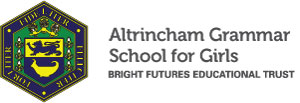 Altrincham Grammar
School for Girls
BRIGHT FUTURES EDUCATIONAL TRUST